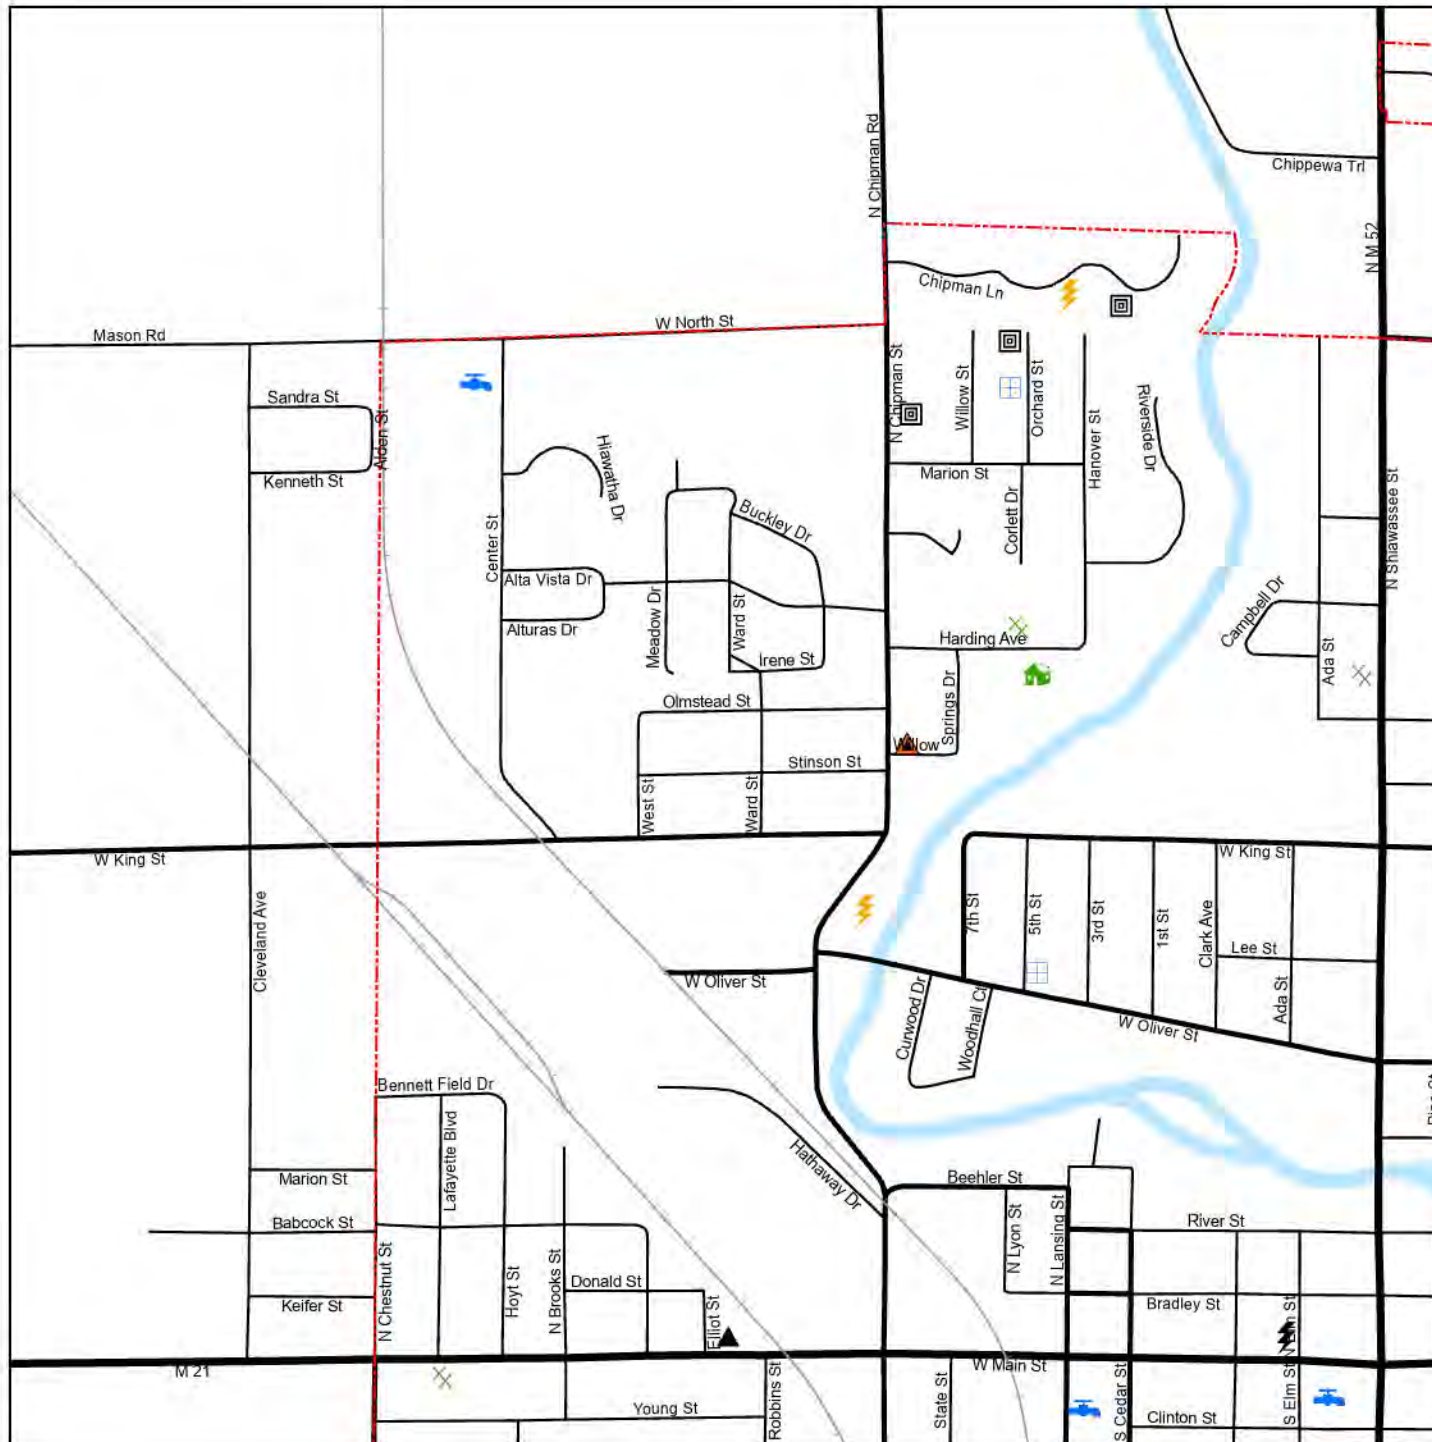 N Chipman Rd
Chippewa Trl
N M 52
Chipman Ln
W North St
Mason Rd
N Chipman St
Willow St
Orchard St
Riverside Dr
Sandra St
Alden St
Hanover St
Hiawatha Dr
Kenneth St
Marion St
Buckley Dr
Center St
Corlett Dr
N Shiawassee St
Alta Vista Dr
Campbell Dr
Meadow Dr
Ward St
Alturas Dr
Harding Ave
Irene St
Ada St
Olmstead St
Springs Dr
Willow
Stinson St
West St
Ward St
W King St
W King St
Cleveland Ave
7th St
5th St
3rd St
1st St
Clark Ave
Lee St
W Oliver St
Curwood Dr
Woodhall Ct
Ada St
W Oliver St
Bennett Field Dr
Lafayette Blvd
Hathaway Dr
Marion St
Beehler St
Babcock St
N Lyon St
N Lansing St
River St
N Chestnut St
Hoyt St
N Brooks St
Donald St
Keifer St
Elliot St
Bradley St
N Elm St
M 21
W Main St
Robbins St
State St
S Cedar St
S Elm St
Young St
Clinton St